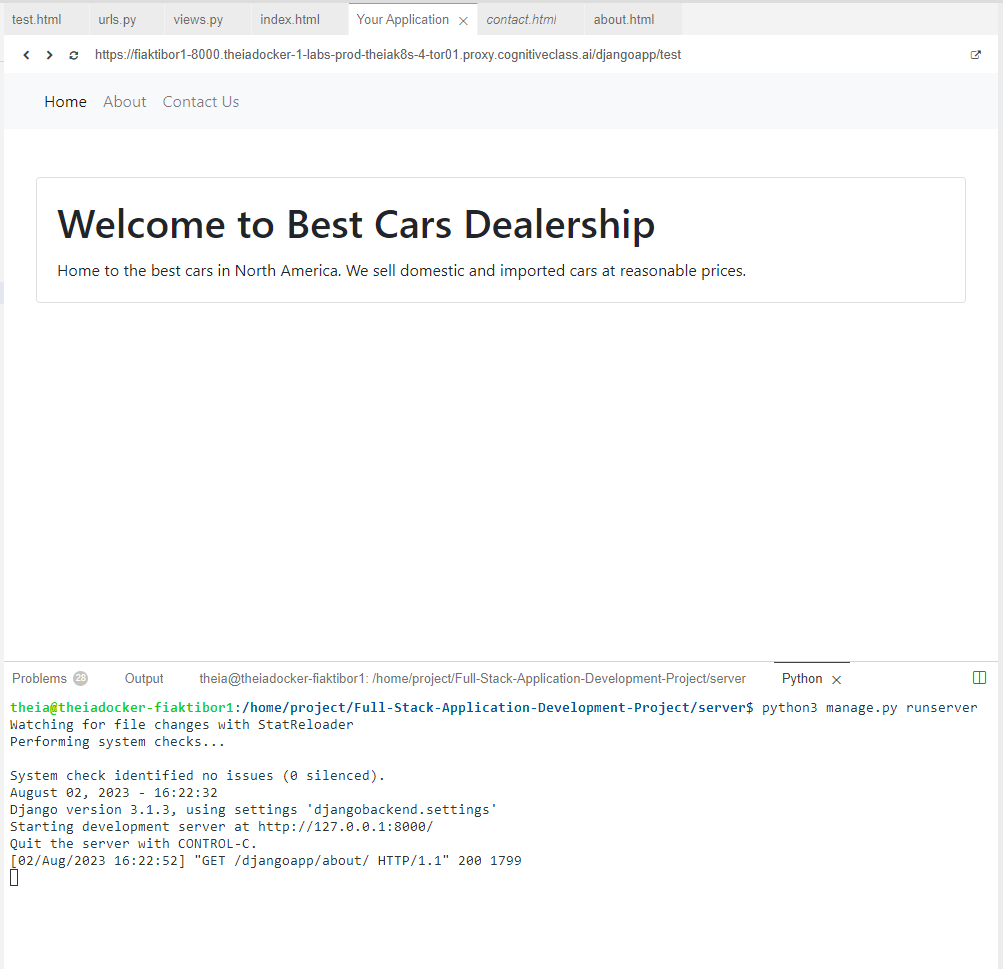 test.html urls.py views.py index.html Your Application contact.html about.html
https://fiaktibor1-8000.theiadocker-1-labs-prod-theiak8s-4-tor01.proxy.cognitiveclass.ai/djangoapp/test
Home About Contact Us
Welcome to Best Cars Dealership
Home to the best cars in North America. We sell domestic and imported cars at reasonable prices.
Problems 28 Output theia@theiadocker-fiaktibor1: /home/project/Full-Stack-Application-Development-Project/server Python
theia@theiadocker-fiaktibor1:/home/project/Full-Stack-Application-Development-Project/server$ python3 manage.py runserver
Watching for file changes with StatReloader
Performing system checks...
System check identified no issues (0 silenced).
August 02, 2023 - 16:22:32
Django version 3.1.3, using settings 'djangobackend.settings'
Starting development server at http://127.0.0.1:8000/
Quit the server with CONTROL-C.
[02/Aug/2023 16:22:52] "GET /djangoapp/about/ HTTP/1.1" 200 1799